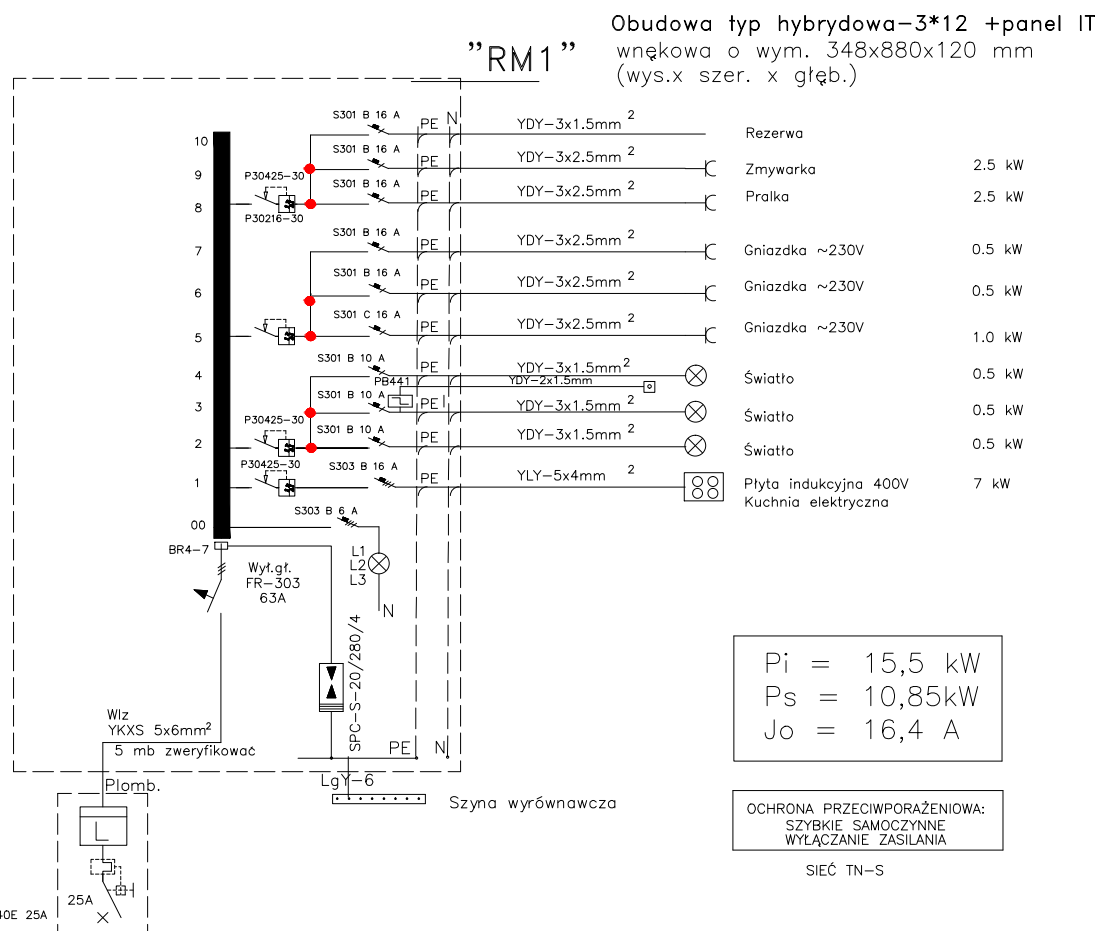 Obudowa typ hybrydowa-3*12 +panel IT
"RM1"
wnękowa o wym. 348x880x120 mm
(wys.x szer. x głęb.)
S301 B 16 A
PE
N
YDY-3x1.5mm 2
Rezerwa
10
S301 B 16 A
PE
YDY-3x2.5mm 2
Zmywarka
2.5 kW
9
P30425-30
S301 B 16 A
PE
YDY-3x2.5mm 2
Pralka
2.5 kW
8
P30216-30
S301 B 16 A
PE
YDY-3x2.5mm 2
Gniazdka ~230V
0.5 kW
7
S301 B 16 A
PE
YDY-3x2.5mm 2
Gniazdka ~230V
0.5 kW
6
S301 C 16 A
PE
YDY-3x2.5mm 2
Gniazdka ~230V
1.0 kW
5
S301 B 10 A
PE
YDY-3x1.5mm2
Światło
0.5 kW
4
PB441
YDY-2x1.5mm
S301 B 10 A
PE
YDY-3x1.5mm 2
Światło
0.5 kW
3
P30425-30
S301 B 10 A
PE
YDY-3x1.5mm 2
Światło
0.5 kW
2
P30425-30
S303 B 16 A
PE
YLY-5x4mm 2
Płyta indukcyjna 400V
7 kW
Kuchnia elektryczna
1
S303 B 6 A
00
BR4-7
L1
L2
L3
N
Wył.gł.
FR-303
63A
SPC-S-20/280/4
Pi = 15,5 kW
Ps = 10,85kW
Jo = 16,4 A
Wlz
YKXS 5x6mm2
5 mb zweryfikować
PE
N
Plomb.
LgY-6
Szyna wyrównawcza
OCHRONA PRZECIWPORAŻENIOWA:
SZYBKIE SAMOCZYNNE
WYŁĄCZANIE ZASILANIA
SIEĆ TN-S
L
25A
40E 25A